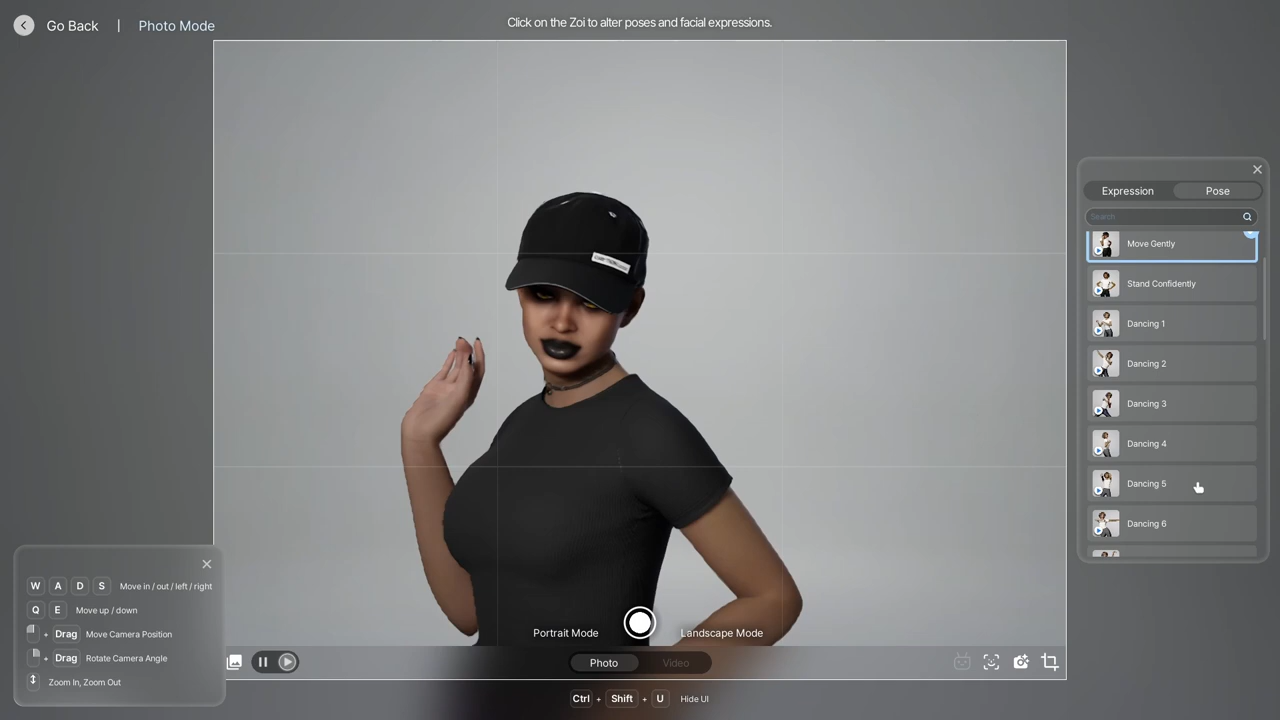 Go Back | Photo Mode
Click on the Zoi to alter poses and facial expressions.
Expression Pose
Search
Move Gently
Stand Confidently
Dancing 1
Dancing 2
Dancing 3
Dancing 4
Dancing 5
Dancing 6
W A D S Move in / out / left / right
Q E Move up / down
+ Drag Move Camera Position
+ Drag Rotate Camera Angle
Zoom In, Zoom Out
Portrait Mode Landscape Mode
Photo Video
Ctrl + Shift + U Hide UI